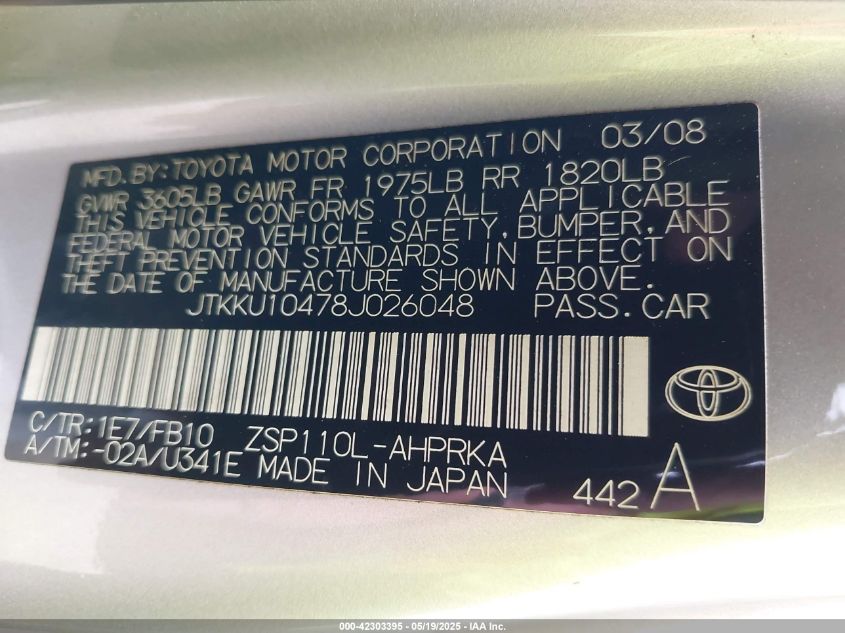 MFD. BY: TOYOTA MOTOR CORPORATION 03/08
GVWR 3605LB GAWR FR 1975LB RR 1820LB
THIS VEHICLE CONFORMS TO ALL APPLICABLE
FEDERAL MOTOR VEHICLE SAFETY, BUMPER, AND
THEFT PREVENTION STANDARDS IN EFFECT ON
THE DATE OF MANUFACTURE SHOWN ABOVE.
JTKKU10478J026048 PASS. CAR
C/TR: 1E7/FB10 ZSP110L-AHPRKA
A/TM: -02A/U341E MADE IN JAPAN
442 A
000-42303395 - 05/19/2025 - IAA Inc.